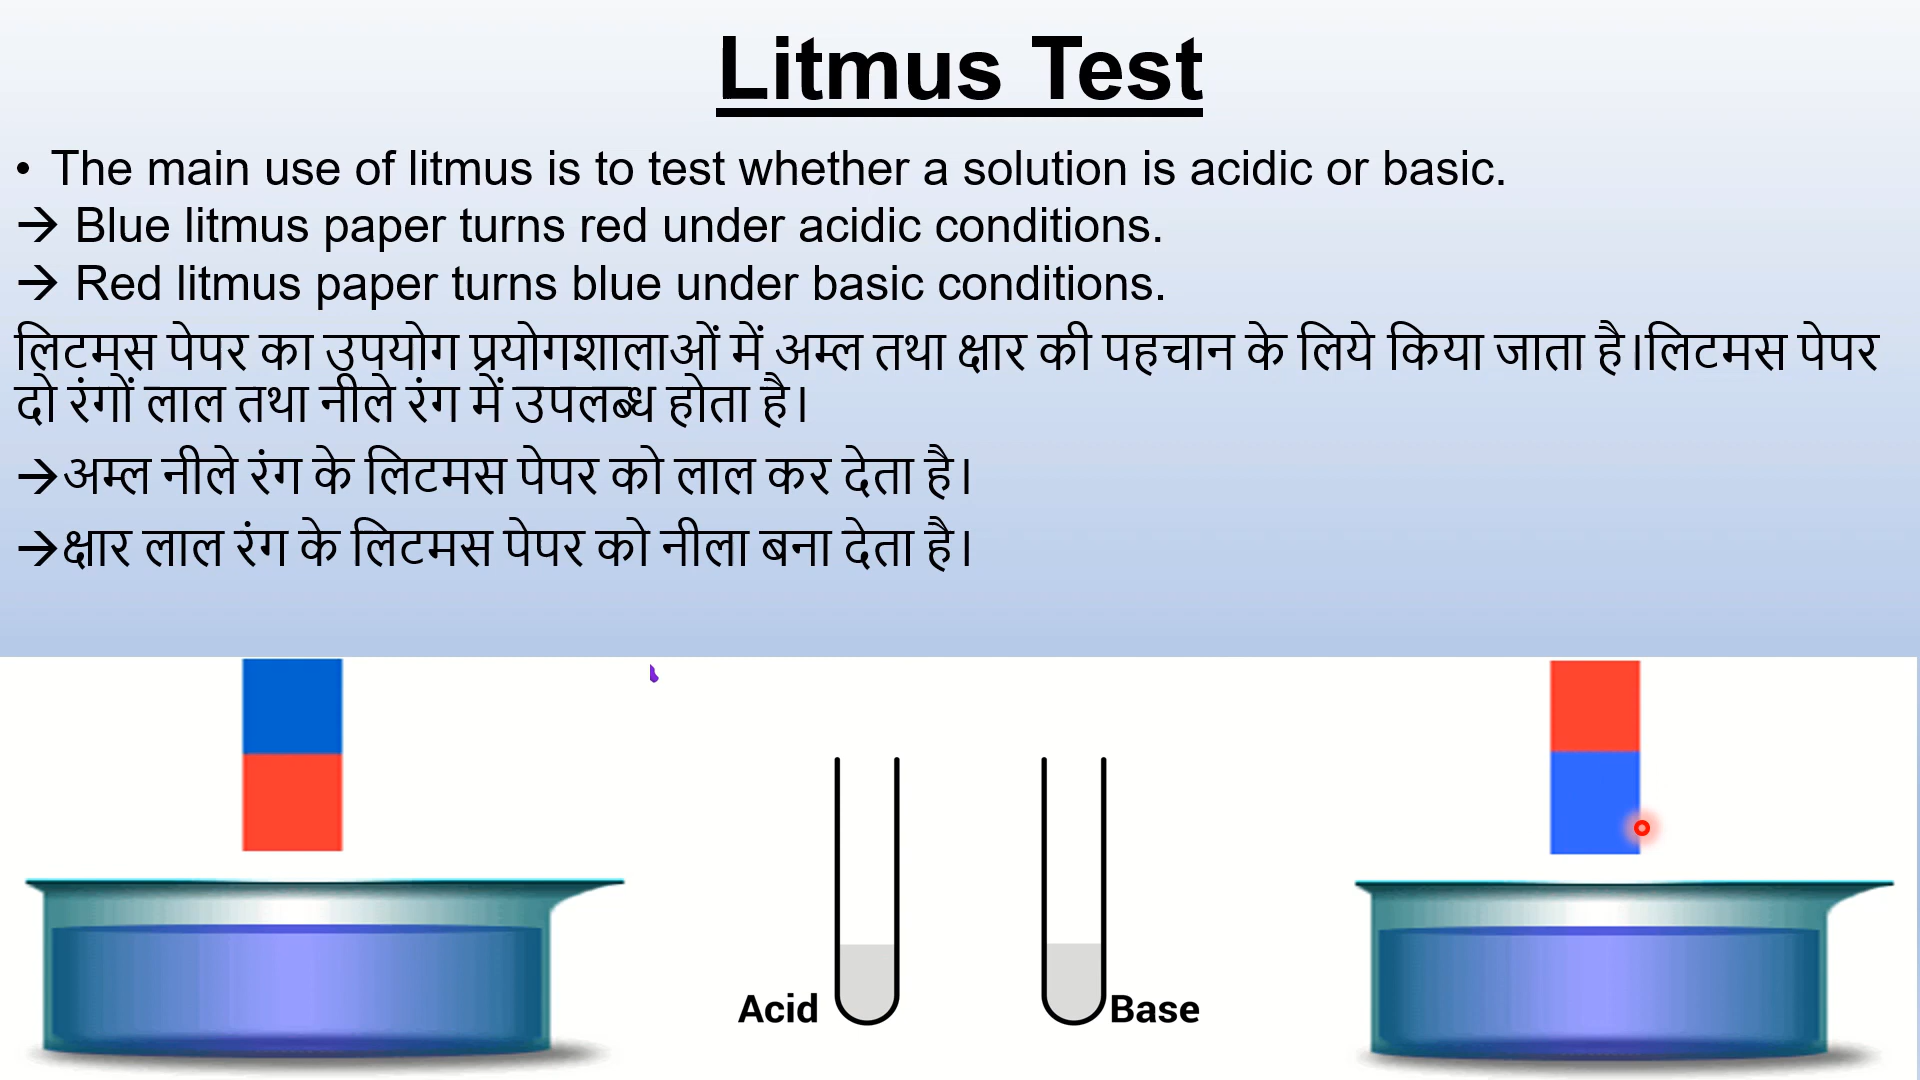 Litmus Test
• The main use of litmus is to test whether a solution is acidic or basic.
→ Blue litmus paper turns red under acidic conditions.
→ Red litmus paper turns blue under basic conditions.
लिटमस पेपर का उपयोग प्रयोगशालाओं में अम्ल तथा क्षार की पहचान के लिये किया जाता है।लिटमस पेपर
दो रंगों लाल तथा नीले रंग में उपलब्ध होता है।
→अम्ल नीले रंग के लिटमस पेपर को लाल कर देता है।
→क्षार लाल रंग के लिटमस पेपर को नीला बना देता है।
Acid
Base